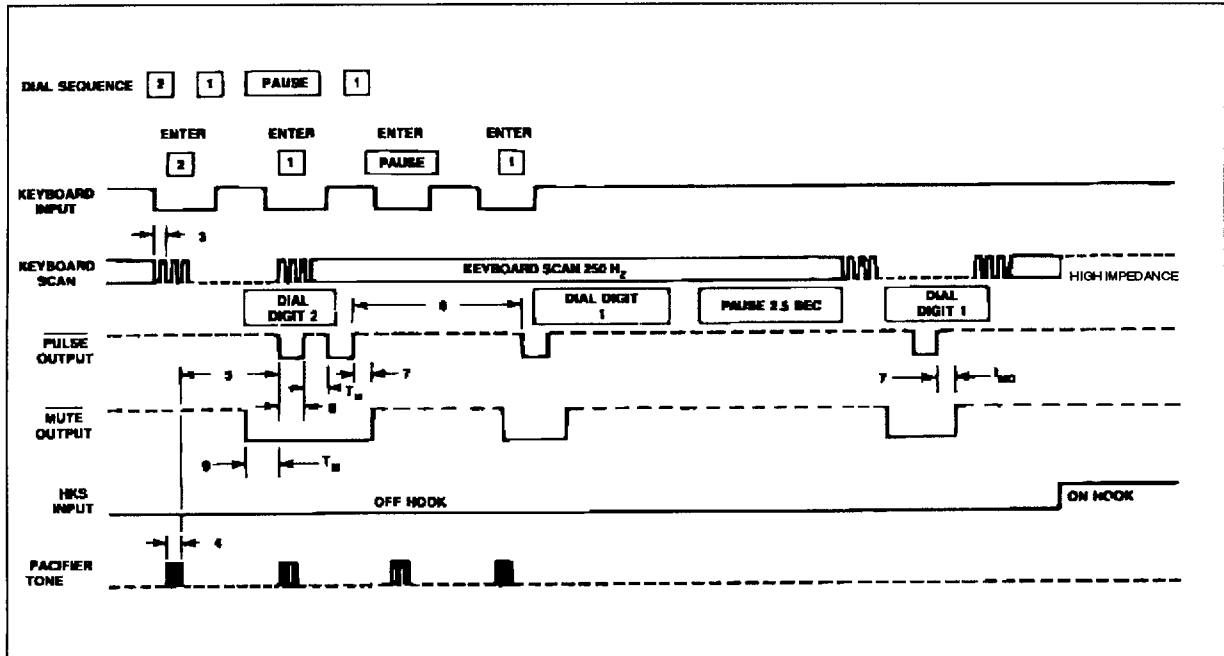 DIAL SEQUENCE 2 1 PAUSE 1
ENTER ENTER ENTER ENTER
2 1 PAUSE 1
KEYBOARD INPUT
3
KEYBOARD SCAN
KEYBOARD SCAN 250 HZ
HIGH IMPEDANCE
DIAL DIGIT 2
6
DIAL DIGIT 1
PAUSE 2.5 SEC
DIAL DIGIT 1
PULSE OUTPUT
5
7
7
8
MUTE OUTPUT
9
HKS INPUT
OFF HOOK
ON HOOK
4
PACIFIER TONE